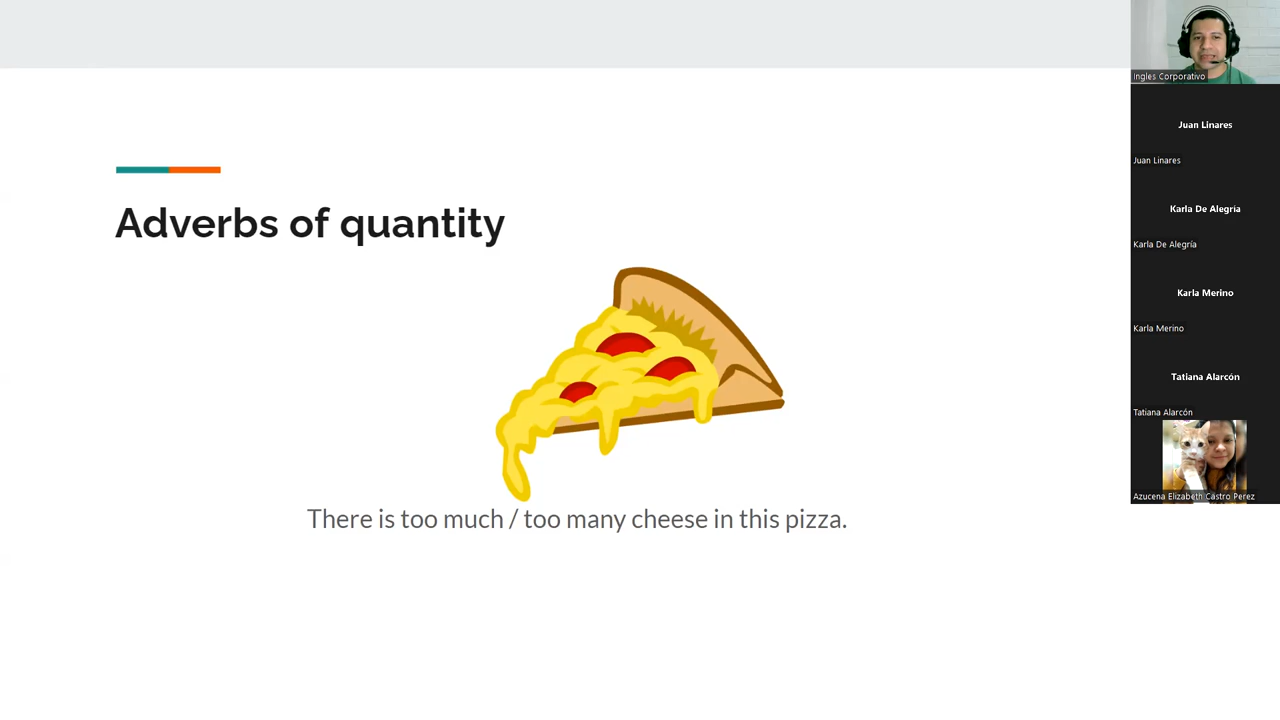 Adverbs of quantity
There is too much / too many cheese in this pizza.
Ingles Corporativo
Juan Linares
Juan Linares
Karla De Alegría
Karla De Alegría
Karla Merino
Karla Merino
Tatiana Alarcón
Tatiana Alarcón
Azucena Elizabeth Castro Perez